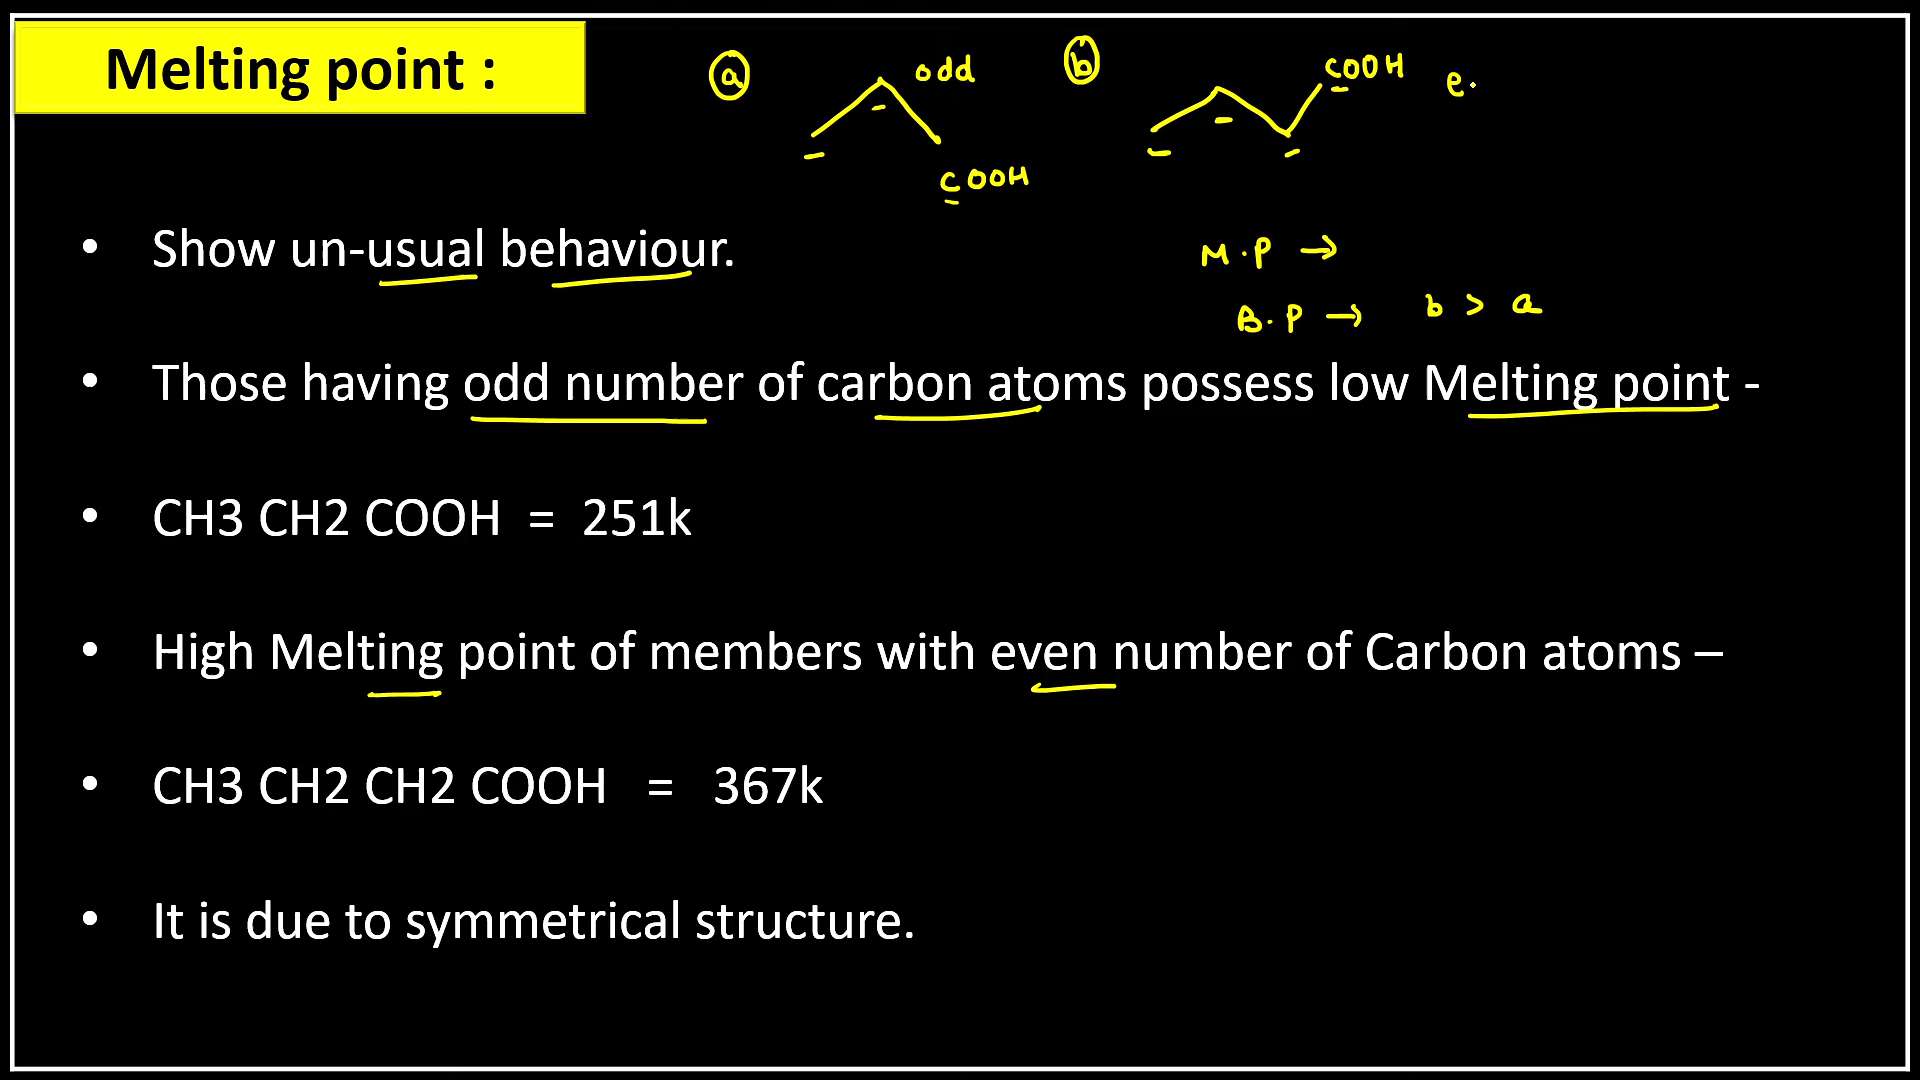 Melting point :
a odd b COOH e.
COOH
• Show un-usual behaviour.
M.P →
B.P → b > a
• Those having odd number of carbon atoms possess low Melting point -
• CH3 CH2 COOH = 251k
• High Melting point of members with even number of Carbon atoms –
• CH3 CH2 CH2 COOH = 367k
• It is due to symmetrical structure.